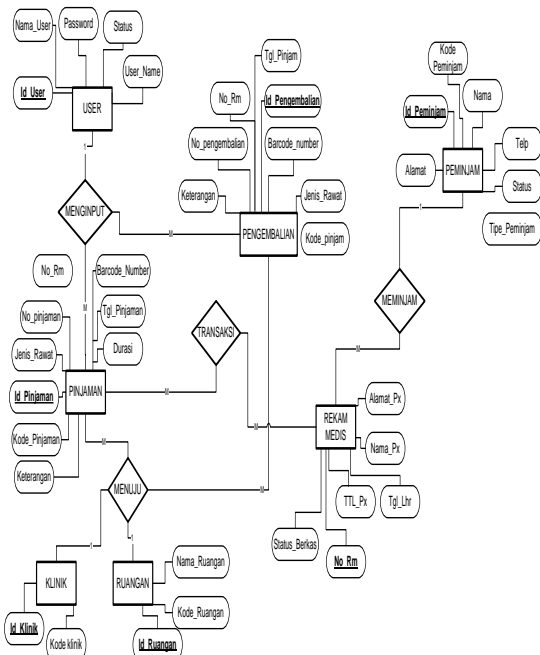 Nama_User
Password
Status
User_Name
Id_User
USER
1
MENGINPUT
M
M
Tgl_Pinjam
No_Rm
Id_Pengembalian
No_pengembalian
Barcode_number
Keterangan
Jenis_Rawat
PENGEMBALIAN
Kode_pinjam
Kode
Peminjam
Id_Peminjam
Nama
Telp
Alamat
PEMINJAM
Status
Tipe_Peminjam
1
MEMINJAM
M
No_Rm
Barcode_Number
No_pinjaman
Tgl_Pinjaman
Jenis_Rawat
Durasi
Id_Pinjaman
PINJAMAN
Kode_Pinjaman
Keterangan
TRANSAKSI
M
M
REKAM
MEDIS
Alamat_Px
Nama_Px
TTL_Px
Tgl_Lhr
Status_Berkas
No_Rm
M
MENUJU
M
1
1
KLINIK
Id_Klinik
Kode klinik
RUANGAN
Nama_Ruangan
Kode_Ruangan
Id_Ruangan